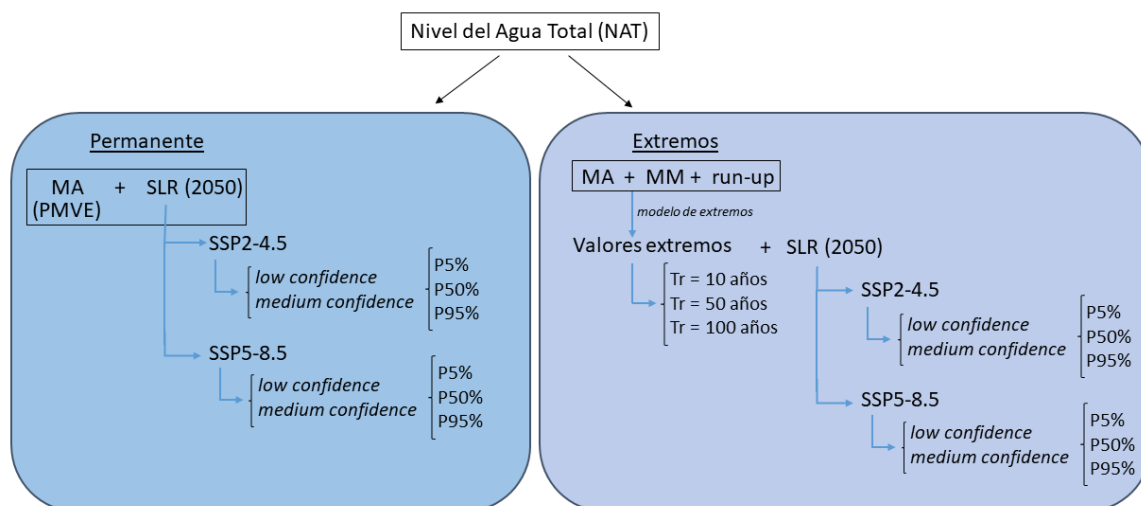 Nivel del Agua Total (NAT)
Permanente
MA + SLR (2050)
(PMVE)
SSP2-4.5
low confidence
medium confidence
P5%
P50%
P95%
SSP5-8.5
low confidence
medium confidence
P5%
P50%
P95%
Extremos
MA + MM + run-up
modelo de extremos
Valores extremos + SLR (2050)
Tr = 10 años
Tr = 50 años
Tr = 100 años
SSP2-4.5
low confidence
medium confidence
P5%
P50%
P95%
SSP5-8.5
low confidence
medium confidence
P5%
P50%
P95%